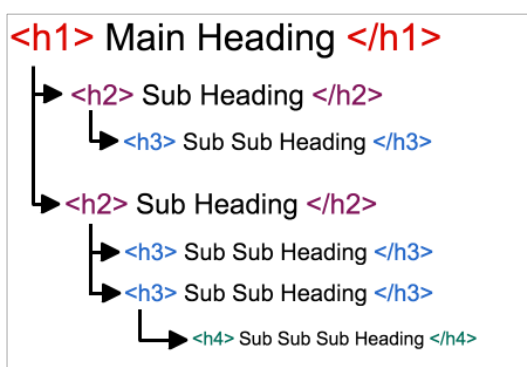 <h1> Main Heading </h1>
<h2> Sub Heading </h2>
<h3> Sub Sub Heading </h3>
<h2> Sub Heading </h2>
<h3> Sub Sub Heading </h3>
<h3> Sub Sub Heading </h3>
<h4> Sub Sub Sub Heading </h4>